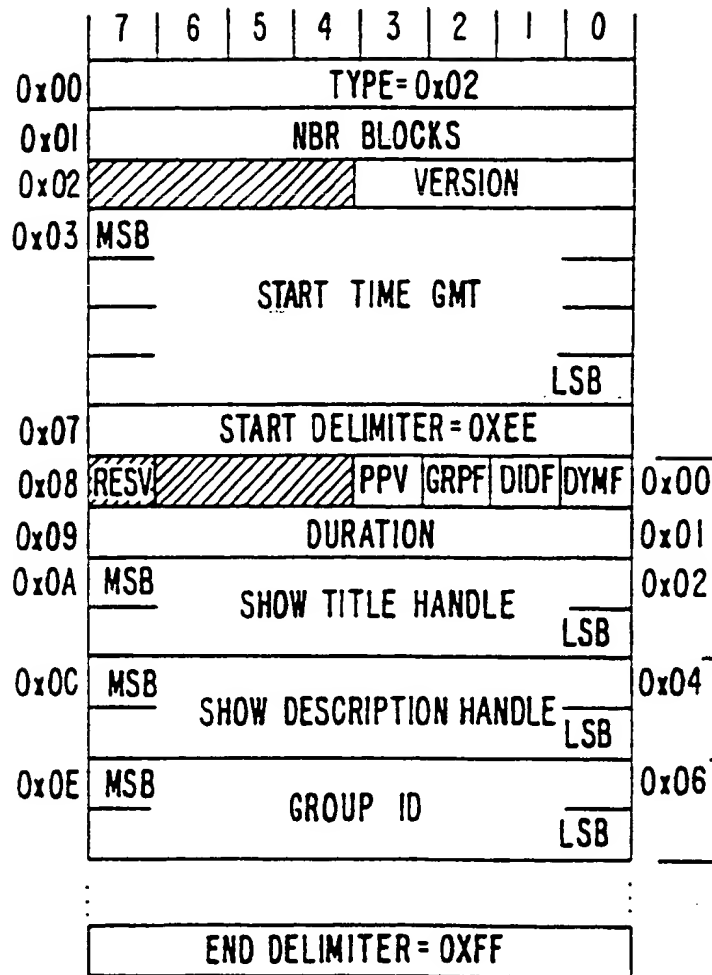 7 6 5 4 3 2 1 0
0x00 TYPE=0x02
0x01 NBR BLOCKS
0x02 VERSION
0x03 MSB
START TIME GMT
LSB
0x07 START DELIMITER=0XEE
0x08 RESV PPV GRPF DIDF DYMF 0x00
0x09 DURATION 0x01
0x0A MSB 0x02
SHOW TITLE HANDLE
LSB
0x0C MSB 0x04
SHOW DESCRIPTION HANDLE
LSB
0x0E MSB 0x06
GROUP ID
LSB
END DELIMITER=0XFF